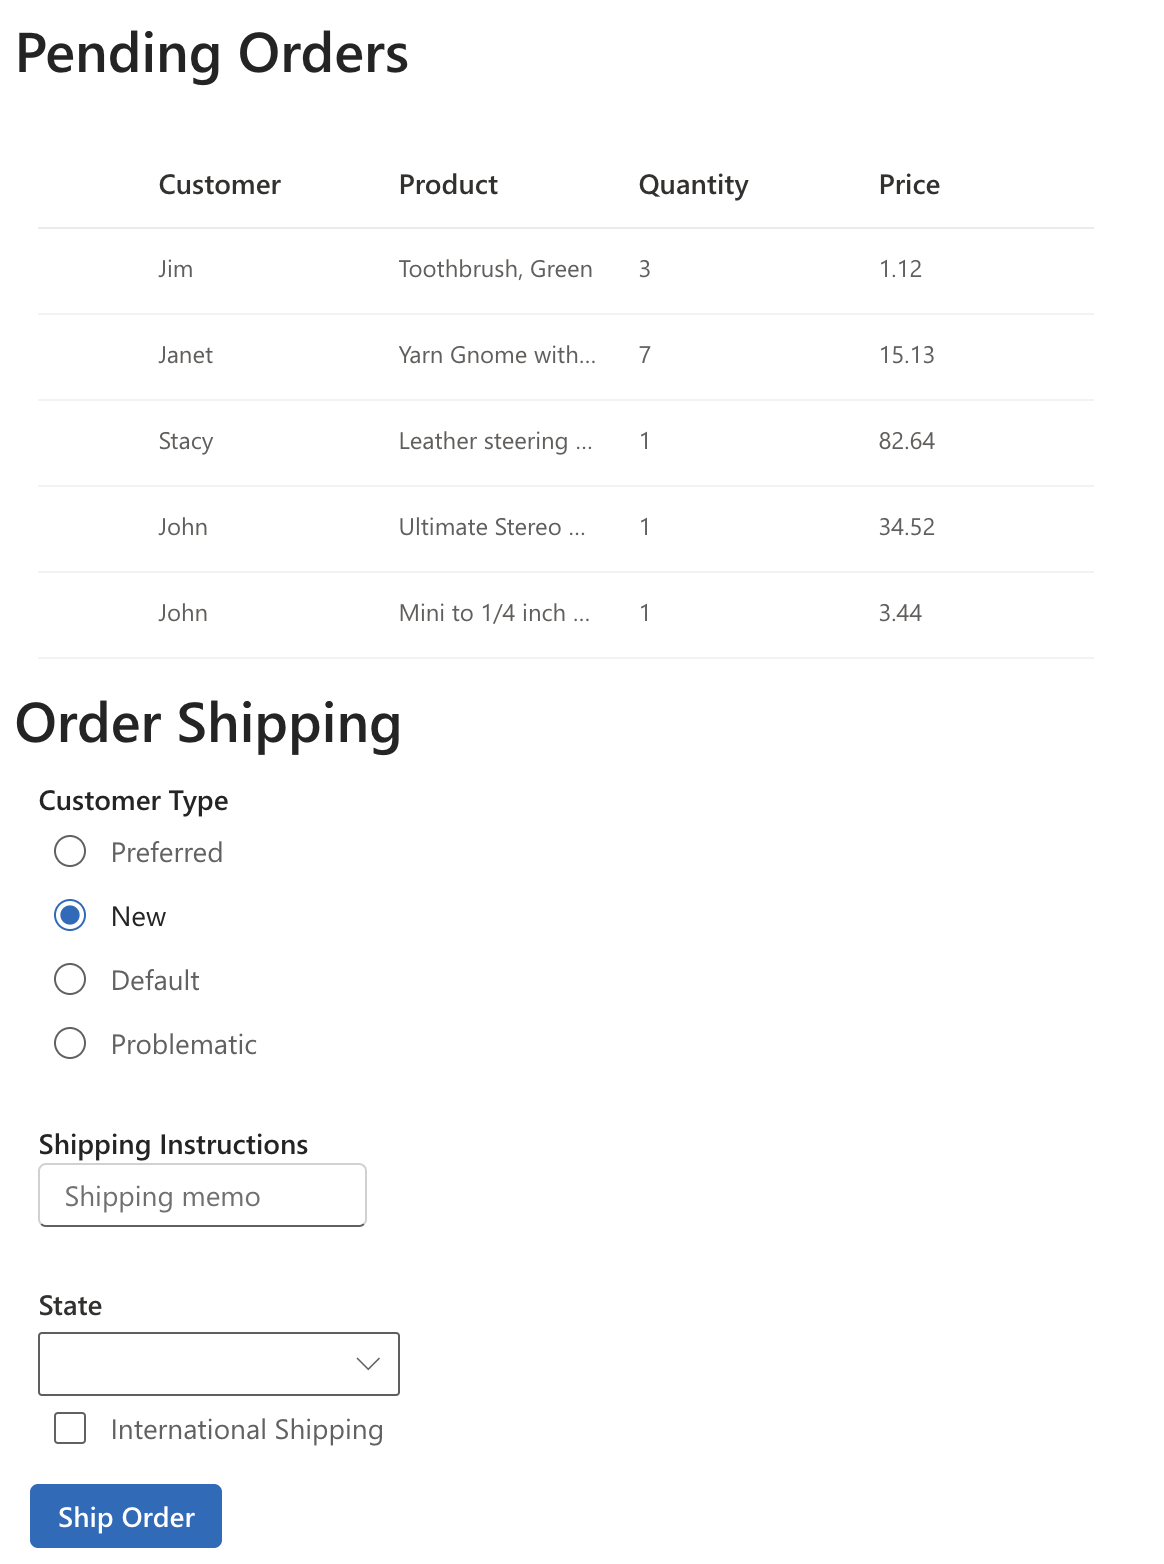 Pending Orders
Customer Product Quantity Price
Jim Toothbrush, Green 3 1.12
Janet Yarn Gnome with... 7 15.13
Stacy Leather steering ... 1 82.64
John Ultimate Stereo ... 1 34.52
John Mini to 1/4 inch ... 1 3.44
Order Shipping
Customer Type
Preferred
New
Default
Problematic
Shipping Instructions
Shipping memo
State
International Shipping
Ship Order